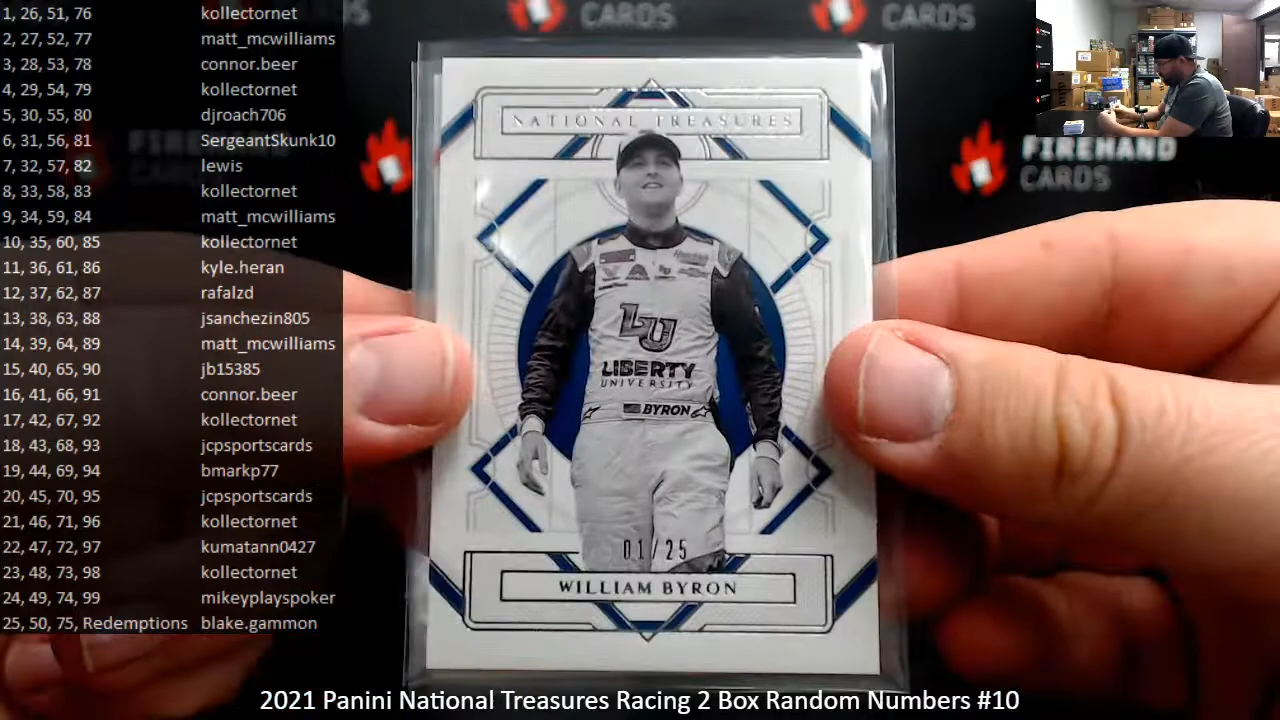 1, 26, 51, 76 kollectornet
2, 27, 52, 77 matt_mcwilliams
3, 28, 53, 78 connor.beer
4, 29, 54, 79 kollectornet
5, 30, 55, 80 djroach706
6, 31, 56, 81 SergeantSkunk10
7, 32, 57, 82 lewis
8, 33, 58, 83 kollectornet
9, 34, 59, 84 matt_mcwilliams
10, 35, 60, 85 kollectornet
11, 36, 61, 86 kyle.heran
12, 37, 62, 87 rafalzd
13, 38, 63, 88 jsanchezin805
14, 39, 64, 89 matt_mcwilliams
15, 40, 65, 90 jb15385
16, 41, 66, 91 connor.beer
17, 42, 67, 92 kollectornet
18, 43, 68, 93 jcpsportscards
19, 44, 69, 94 bmarkp77
20, 45, 70, 95 jcpsportscards
21, 46, 71, 96 kollectornet
22, 47, 72, 97 kumatann0427
23, 48, 73, 98 kollectornet
24, 49, 74, 99 mikeyplayspoker
25, 50, 75, Redemptions blake.gammon
CARDS
CARDS
FIREHAND
CARDS
NATIONAL TREASURES
LU
LIBERTY
UNIVERSITY
BYRON
01/25
WILLIAM BYRON
2021 Panini National Treasures Racing 2 Box Random Numbers #10